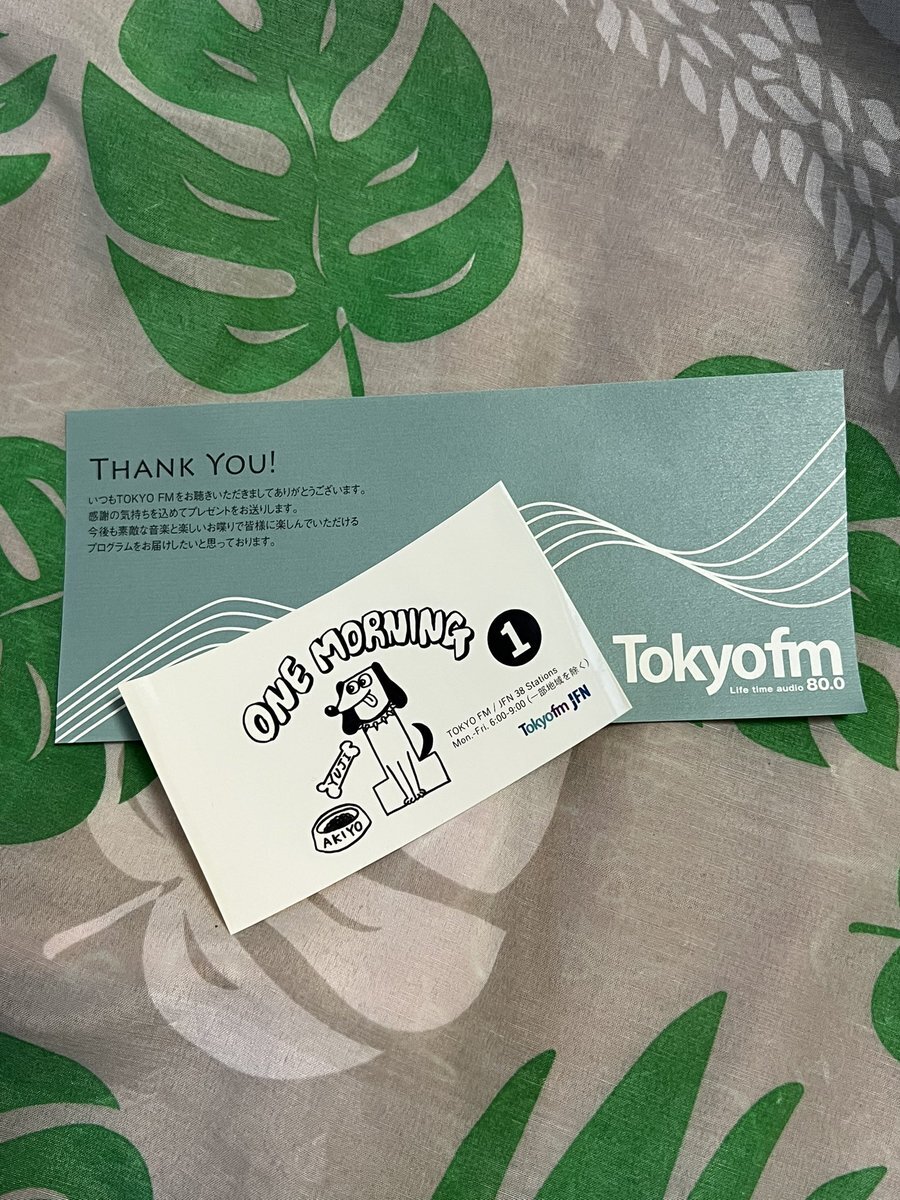 THANK YOU!
いつもTOKYO FMをお聴きいただきましてありがとうございます。
感謝の気持ちを込めてプレゼントをお送りします。
今後も素敵な音楽と楽しいお喋りで皆様に楽しんでいただける
プログラムをお届けしたいと思っております。
Tokyofm
Life time audio 80.0
ONE MORNING
1
TOKYO FM / JFN 38 Stations
Mon.-Fri. 6:00-9:00 (一部地域を除く)
Tokyofm JFN
YUJI
AKIYO